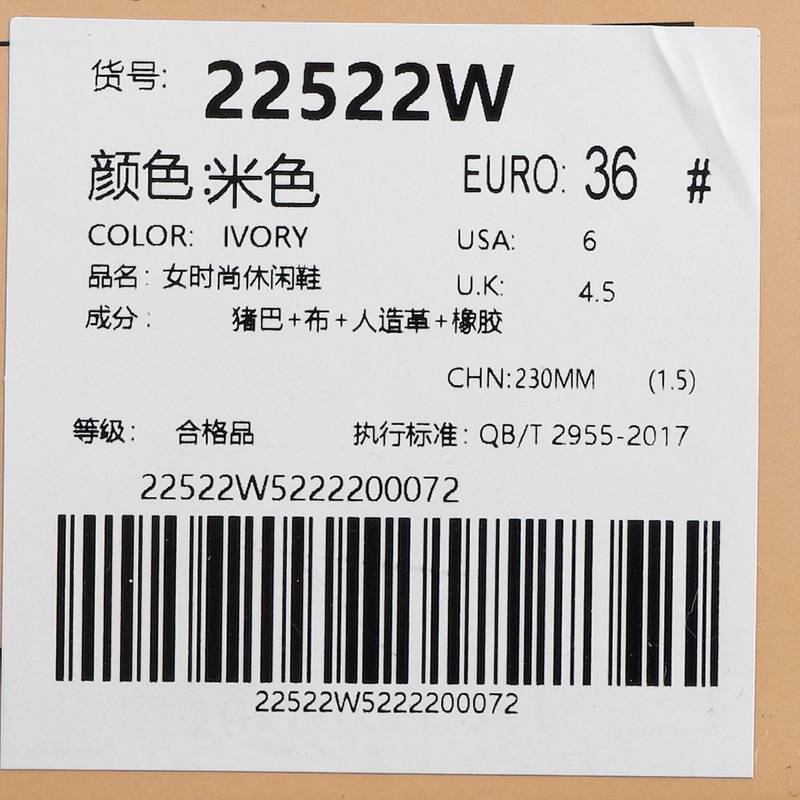 货号: 22522W
颜色:米色 EURO: 36 #
COLOR: IVORY USA: 6
品名: 女时尚休闲鞋 U.K: 4.5
成分: 猪巴+布+人造革+橡胶
CHN:230MM (1.5)
等级: 合格品 执行标准: QB/T 2955-2017
22522W5222200072
22522W5222200072